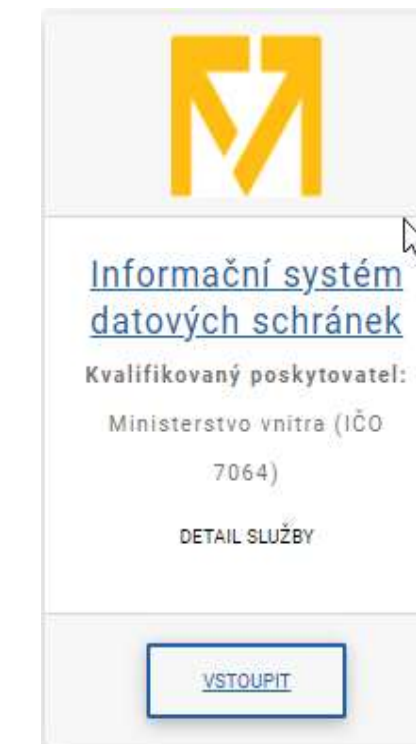 Informační systém
datových schránek
Kvalifikovaný poskytovatel:
Ministerstvo vnitra (IČO
7064)
DETAIL SLUŽBY
VSTOUPIT